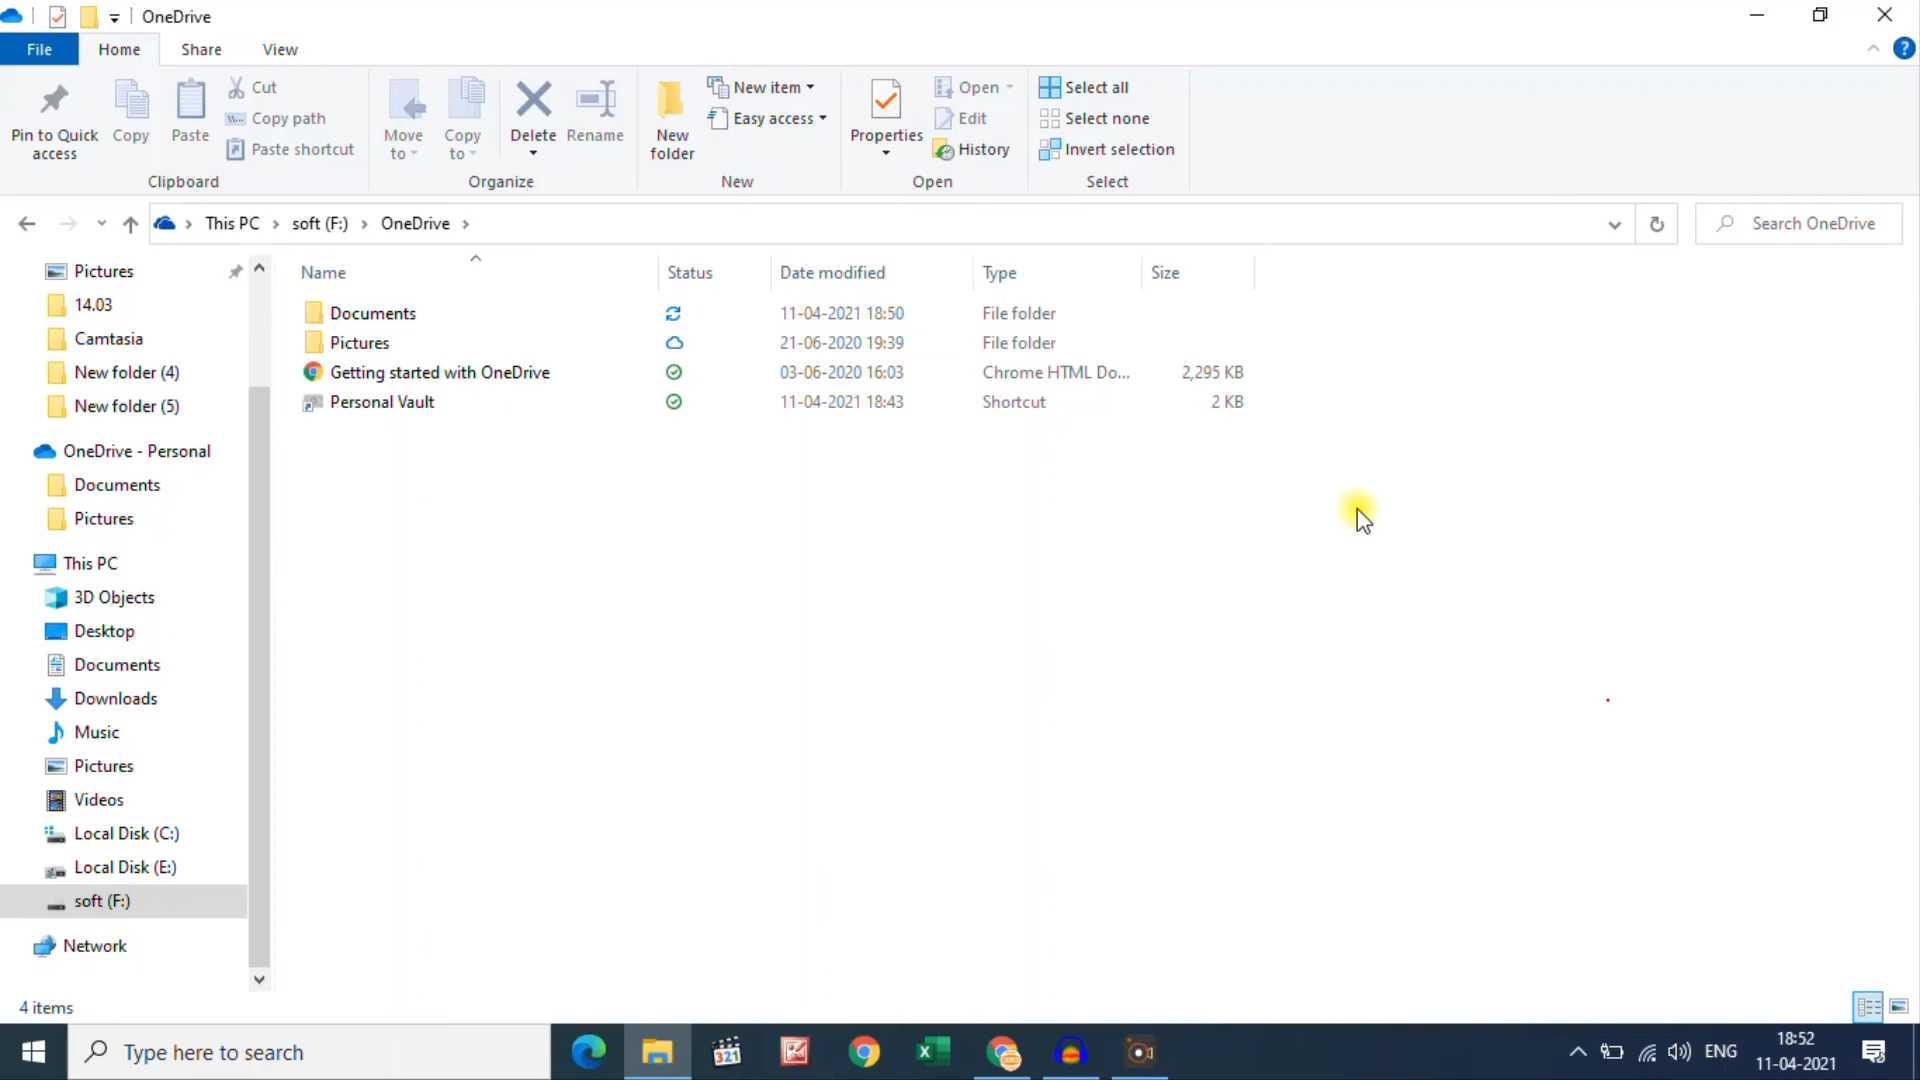 OneDrive
File Home Share View
Pin to Quick access
Copy
Paste
Cut
Copy path
Paste shortcut
Clipboard
Move to
Copy to
Delete
Rename
Organize
New folder
New item
Easy access
New
Properties
Open
Edit
History
Open
Select all
Select none
Invert selection
Select
This PC soft (F:) OneDrive
Search OneDrive
Pictures
14.03
Camtasia
New folder (4)
New folder (5)
OneDrive - Personal
Documents
Pictures
This PC
3D Objects
Desktop
Documents
Downloads
Music
Pictures
Videos
Local Disk (C:)
Local Disk (E:)
soft (F:)
Network
Name Status Date modified Type Size
Documents 11-04-2021 18:50 File folder
Pictures 21-06-2020 19:39 File folder
Getting started with OneDrive 03-06-2020 16:03 Chrome HTML Do... 2,295 KB
Personal Vault 11-04-2021 18:43 Shortcut 2 KB
4 items
Type here to search
321
ENG
18:52
11-04-2021